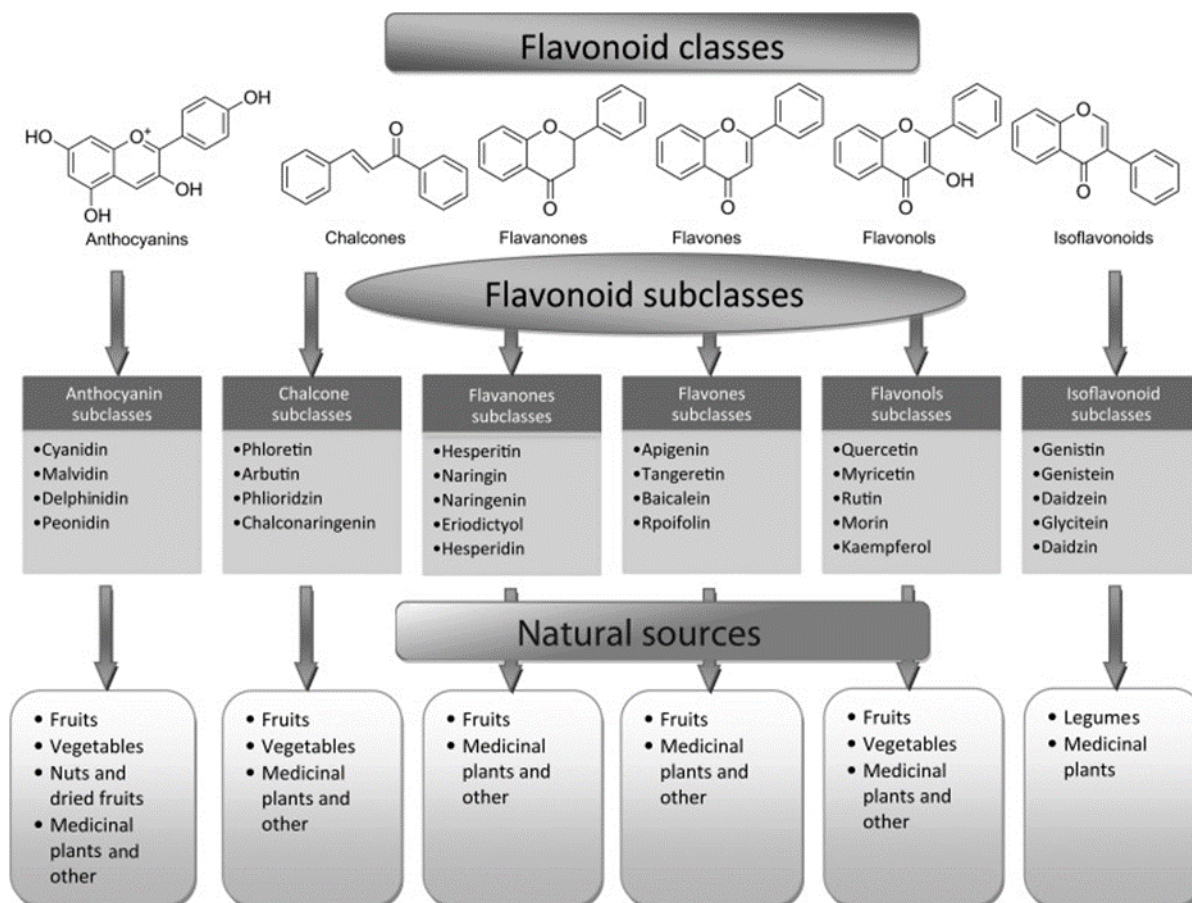 Flavonoid classes
OH
HO
O+
OH
OH
O
O
O
O
O
O
OH
O
O
O
Anthocyanins
Chalcones
Flavanones
Flavones
Flavonols
Isoflavonoids
Flavonoid subclasses
Anthocyanin
subclasses
•Cyanidin
•Malvidin
•Delphinidin
•Peonidin
Chalcone
subclasses
•Phloretin
•Arbutin
•Phlioridzin
•Chalconaringenin
Flavanones
subclasses
•Hesperitin
•Naringin
•Naringenin
•Eriodictyol
•Hesperidin
Flavones
subclasses
•Apigenin
•Tangeretin
•Baicalein
•Rpoifolin
Flavonols
subclasses
•Quercetin
•Myricetin
•Rutin
•Morin
•Kaempferol
Isoflavonoid
subclasses
•Genistin
•Genistein
•Daidzein
•Glycitein
•Daidzin
Natural sources
• Fruits
• Vegetables
• Nuts and
dried fruits
• Medicinal
plants and
other
• Fruits
• Vegetables
• Medicinal
plants and
other
• Fruits
• Medicinal
plants and
other
• Fruits
• Medicinal
plants and
other
• Fruits
• Vegetables
• Medicinal
plants and
other
• Legumes
• Medicinal
plants